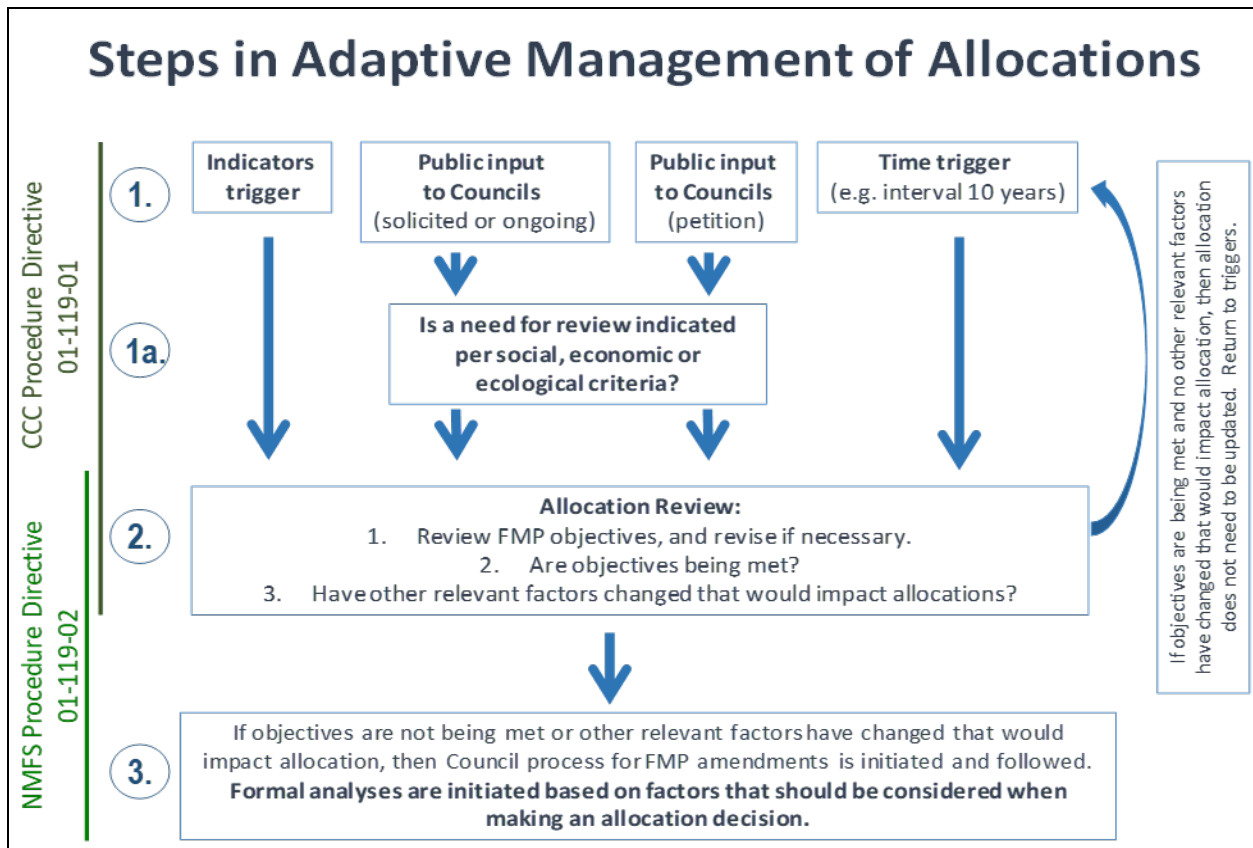 Steps in Adaptive Management of Allocations
CCC Procedure Directive
01-119-01
NMFS Procedure Directive
01-119-02
1.
Indicators
trigger
Public input
to Councils
(solicited or ongoing)
Public input
to Councils
(petition)
Time trigger
(e.g. interval 10 years)
1a.
Is a need for review indicated
per social, economic or
ecological criteria?
2.
Allocation Review:
1. Review FMP objectives, and revise if necessary.
2. Are objectives being met?
3. Have other relevant factors changed that would impact allocations?
If objectives are being met and no other relevant factors
have changed that would impact allocation, then allocation
does not need to be updated. Return to triggers.
3.
If objectives are not being met or other relevant factors have changed that would
impact allocation, then Council process for FMP amendments is initiated and followed.
Formal analyses are initiated based on factors that should be considered when
making an allocation decision.